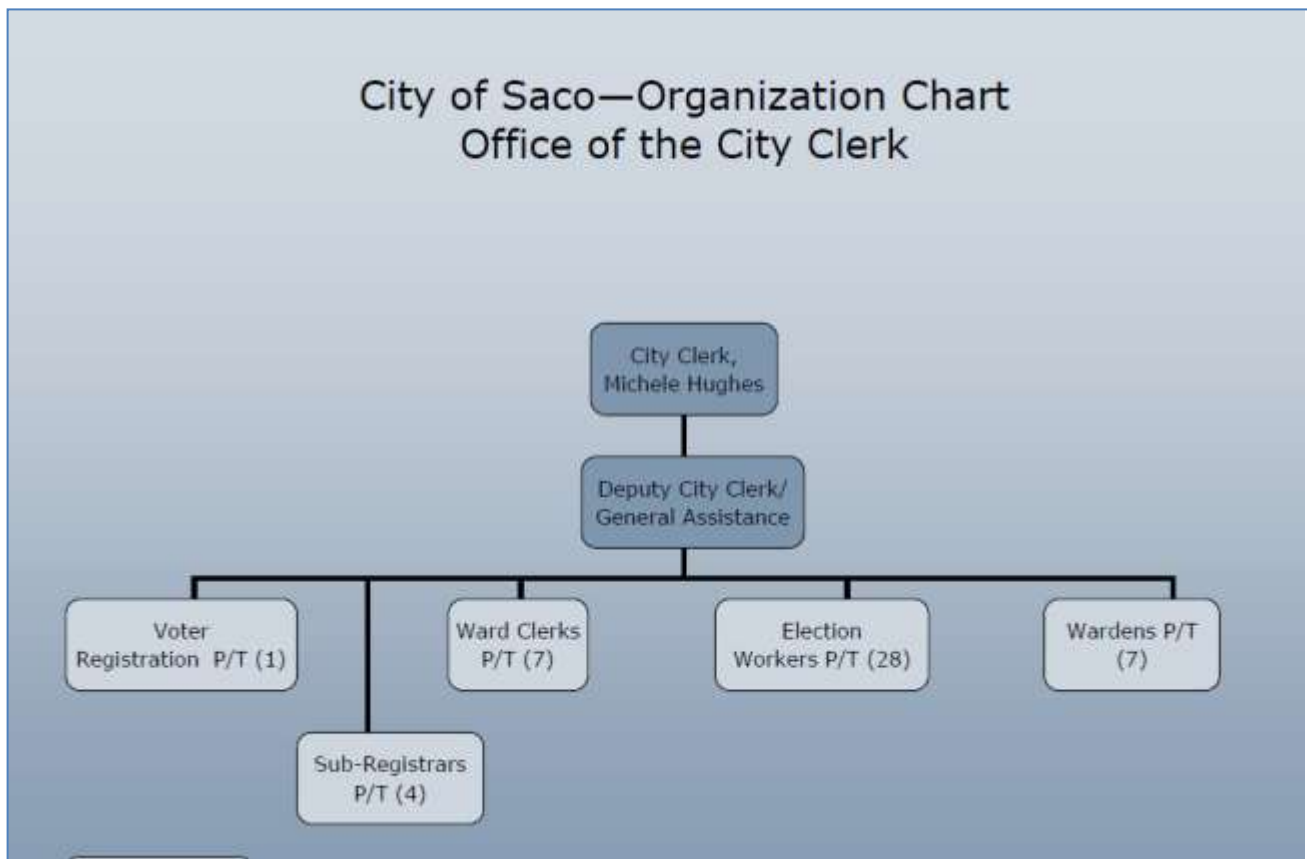 City of Saco—Organization Chart
Office of the City Clerk
City Clerk,
Michele Hughes
Deputy City Clerk/
General Assistance
Voter
Registration P/T (1)
Ward Clerks
P/T (7)
Election
Workers P/T (28)
Wardens P/T
(7)
Sub-Registrars
P/T (4)